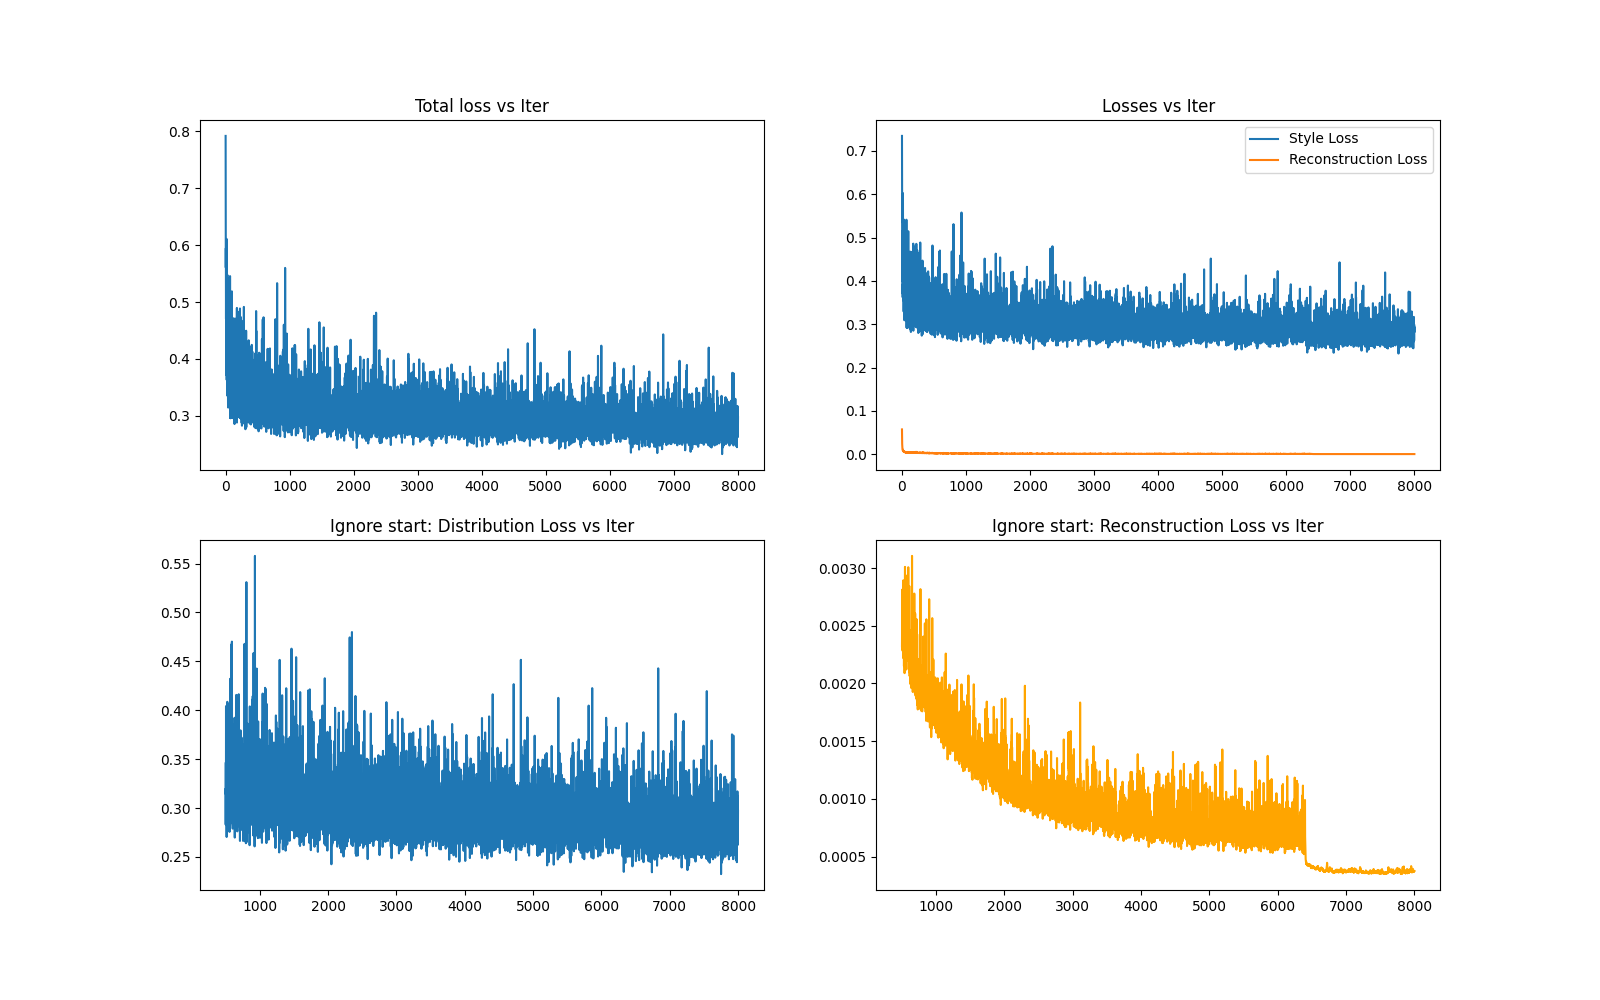 Total loss vs Iter
0.8
0.7
0.6
0.5
0.4
0.3
0 1000 2000 3000 4000 5000 6000 7000 8000
Losses vs Iter
Style Loss
Reconstruction Loss
0.7
0.6
0.5
0.4
0.3
0.2
0.1
0.0
0 1000 2000 3000 4000 5000 6000 7000 8000
Ignore start: Distribution Loss vs Iter
0.55
0.50
0.45
0.40
0.35
0.30
0.25
1000 2000 3000 4000 5000 6000 7000 8000
Ignore start: Reconstruction Loss vs Iter
0.0030
0.0025
0.0020
0.0015
0.0010
0.0005
1000 2000 3000 4000 5000 6000 7000 8000